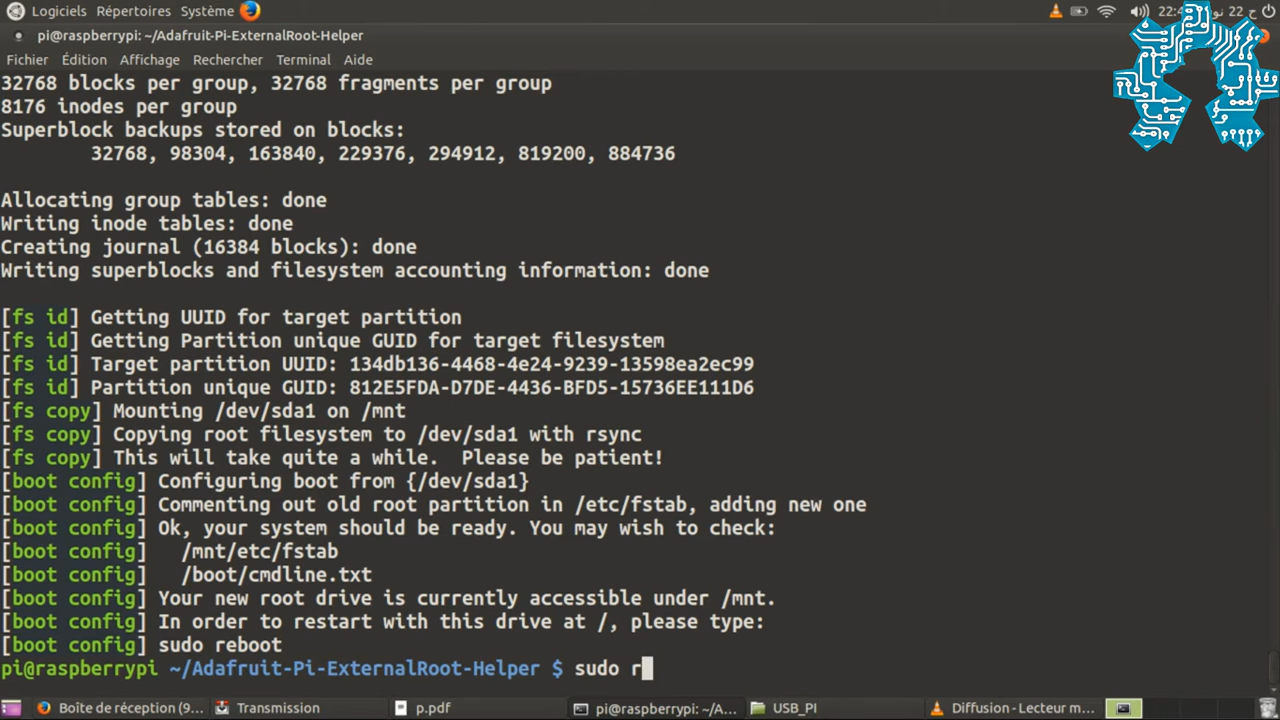 Logiciels Répertoires Système
22:4 نو 22 ح
pi@raspberrypi: ~/Adafruit-Pi-ExternalRoot-Helper
Fichier Édition Affichage Rechercher Terminal Aide
32768 blocks per group, 32768 fragments per group
8176 inodes per group
Superblock backups stored on blocks:
32768, 98304, 163840, 229376, 294912, 819200, 884736
Allocating group tables: done
Writing inode tables: done
Creating journal (16384 blocks): done
Writing superblocks and filesystem accounting information: done
[fs id] Getting UUID for target partition
[fs id] Getting Partition unique GUID for target filesystem
[fs id] Target partition UUID: 134db136-4468-4e24-9239-13598ea2ec99
[fs id] Partition unique GUID: 812E5FDA-D7DE-4436-BFD5-15736EE111D6
[fs copy] Mounting /dev/sda1 on /mnt
[fs copy] Copying root filesystem to /dev/sda1 with rsync
[fs copy] This will take quite a while.  Please be patient!
[boot config] Configuring boot from {/dev/sda1}
[boot config] Commenting out old root partition in /etc/fstab, adding new one
[boot config] Ok, your system should be ready. You may wish to check:
[boot config]   /mnt/etc/fstab
[boot config]   /boot/cmdline.txt
[boot config] Your new root drive is currently accessible under /mnt.
[boot config] In order to restart with this drive at /, please type:
[boot config] sudo reboot
pi@raspberrypi ~/Adafruit-Pi-ExternalRoot-Helper $ sudo r
Boîte de réception (9... Transmission p.pdf pi@raspberrypi: ~/A... USB_PI Diffusion - Lecteur m...